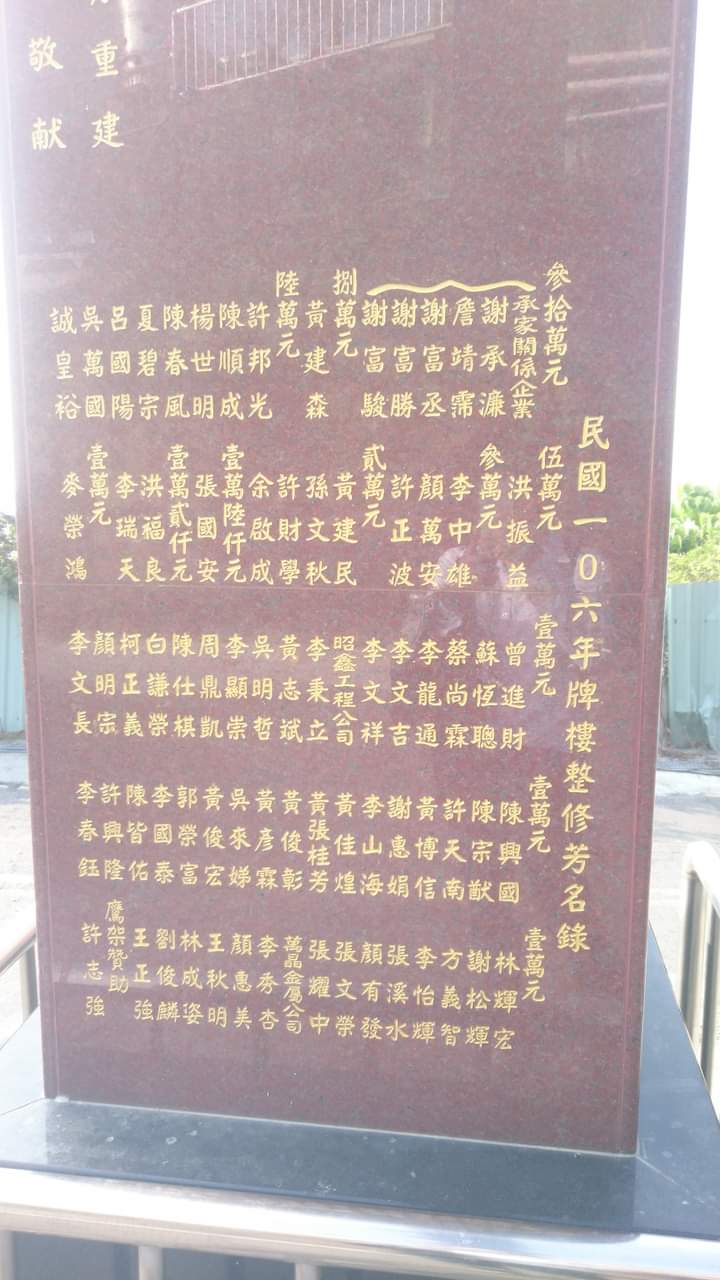 民國一0六年牌樓整修芳名錄
參拾萬元
承家關係企業
謝承濂
詹靖霈
謝富丞
謝富勝
謝富駿
捌萬元
黃建森
陸萬元
許邦光
陳順成
楊世明
陳春風
夏碧宗
呂國陽
吳萬國
誠皇裕
伍萬元
洪振益
參萬元
李中雄
顏萬安
許正波
貳萬元
黃建民
孫文秋
許財學
余啟成
壹萬陸仟元
張國安
壹萬貳仟元
洪福良
李瑞天
壹萬元
麥榮鴻
壹萬元
曾進財
蘇恆聰
蔡尚霖
李龍通
李文吉
李文祥
昭鑫工程公司
李秉立
黃志斌
吳明哲
李顯崇
周鼎凱
陳仕棋
白謙榮
柯正義
顏明宗
李文長
壹萬元
陳興國
陳宗猷
許天南
黃博信
謝惠娟
李山海
黃佳煌
黃張桂芳
黃俊彰
黃彥霖
吳來娣
黃俊宏
郭榮富
李國泰
陳皆佑
許興隆
李春鈺
壹萬元
林輝宏
謝松輝
方義智
李怡輝
張溪水
顏有發
張文榮
張耀中
萬晶金屬公司
李秀杏
顏惠美
王秋明
林成姿
劉俊麟
王正強
鷹架贊助
許志強
重建
敬献